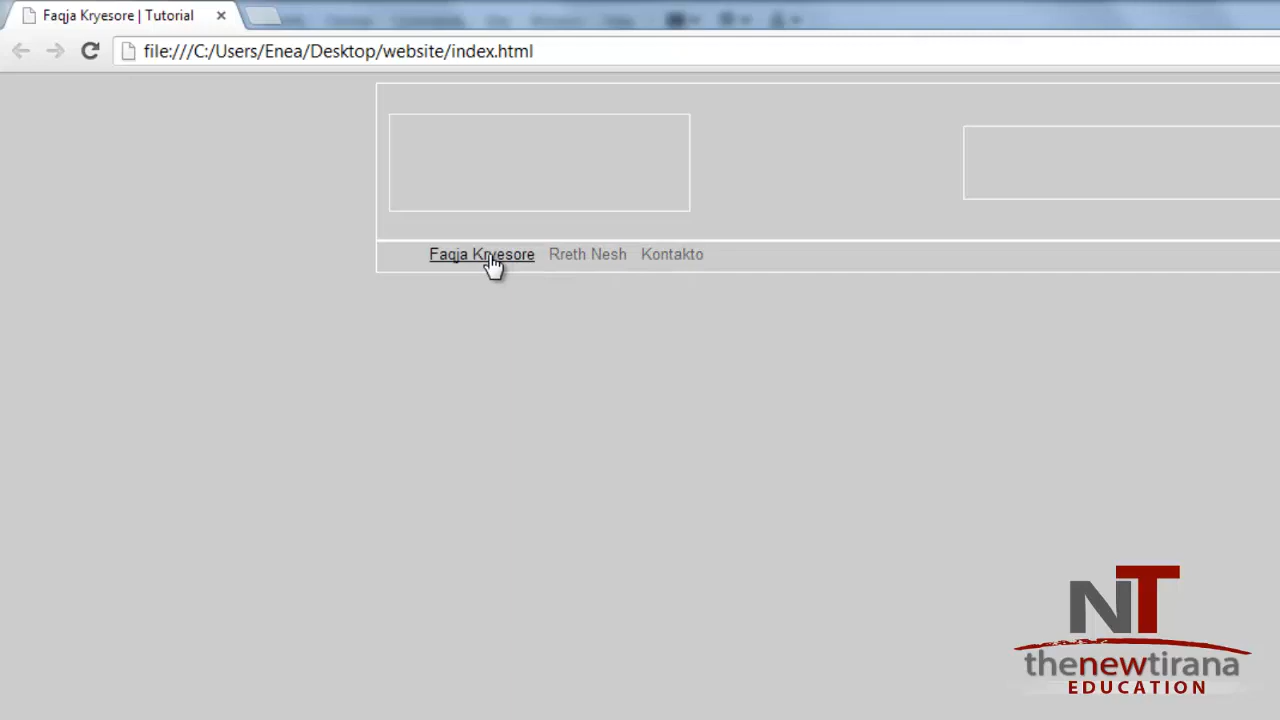 Faqja Kryesore | Tutorial
file:///C:/Users/Enea/Desktop/website/index.html
Faqja Kryesore Rreth Nesh Kontakto
NT
thenewtirana
EDUCATION